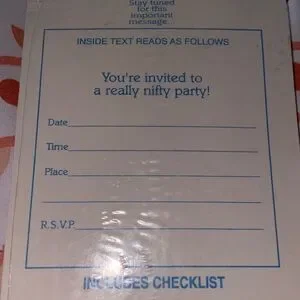 Stay tuned
for this
important
message...
INSIDE TEXT READS AS FOLLOWS
You're invited to
a really nifty party!
Date
Time
Place
R.S.V.P.
INCLUDES CHECKLIST